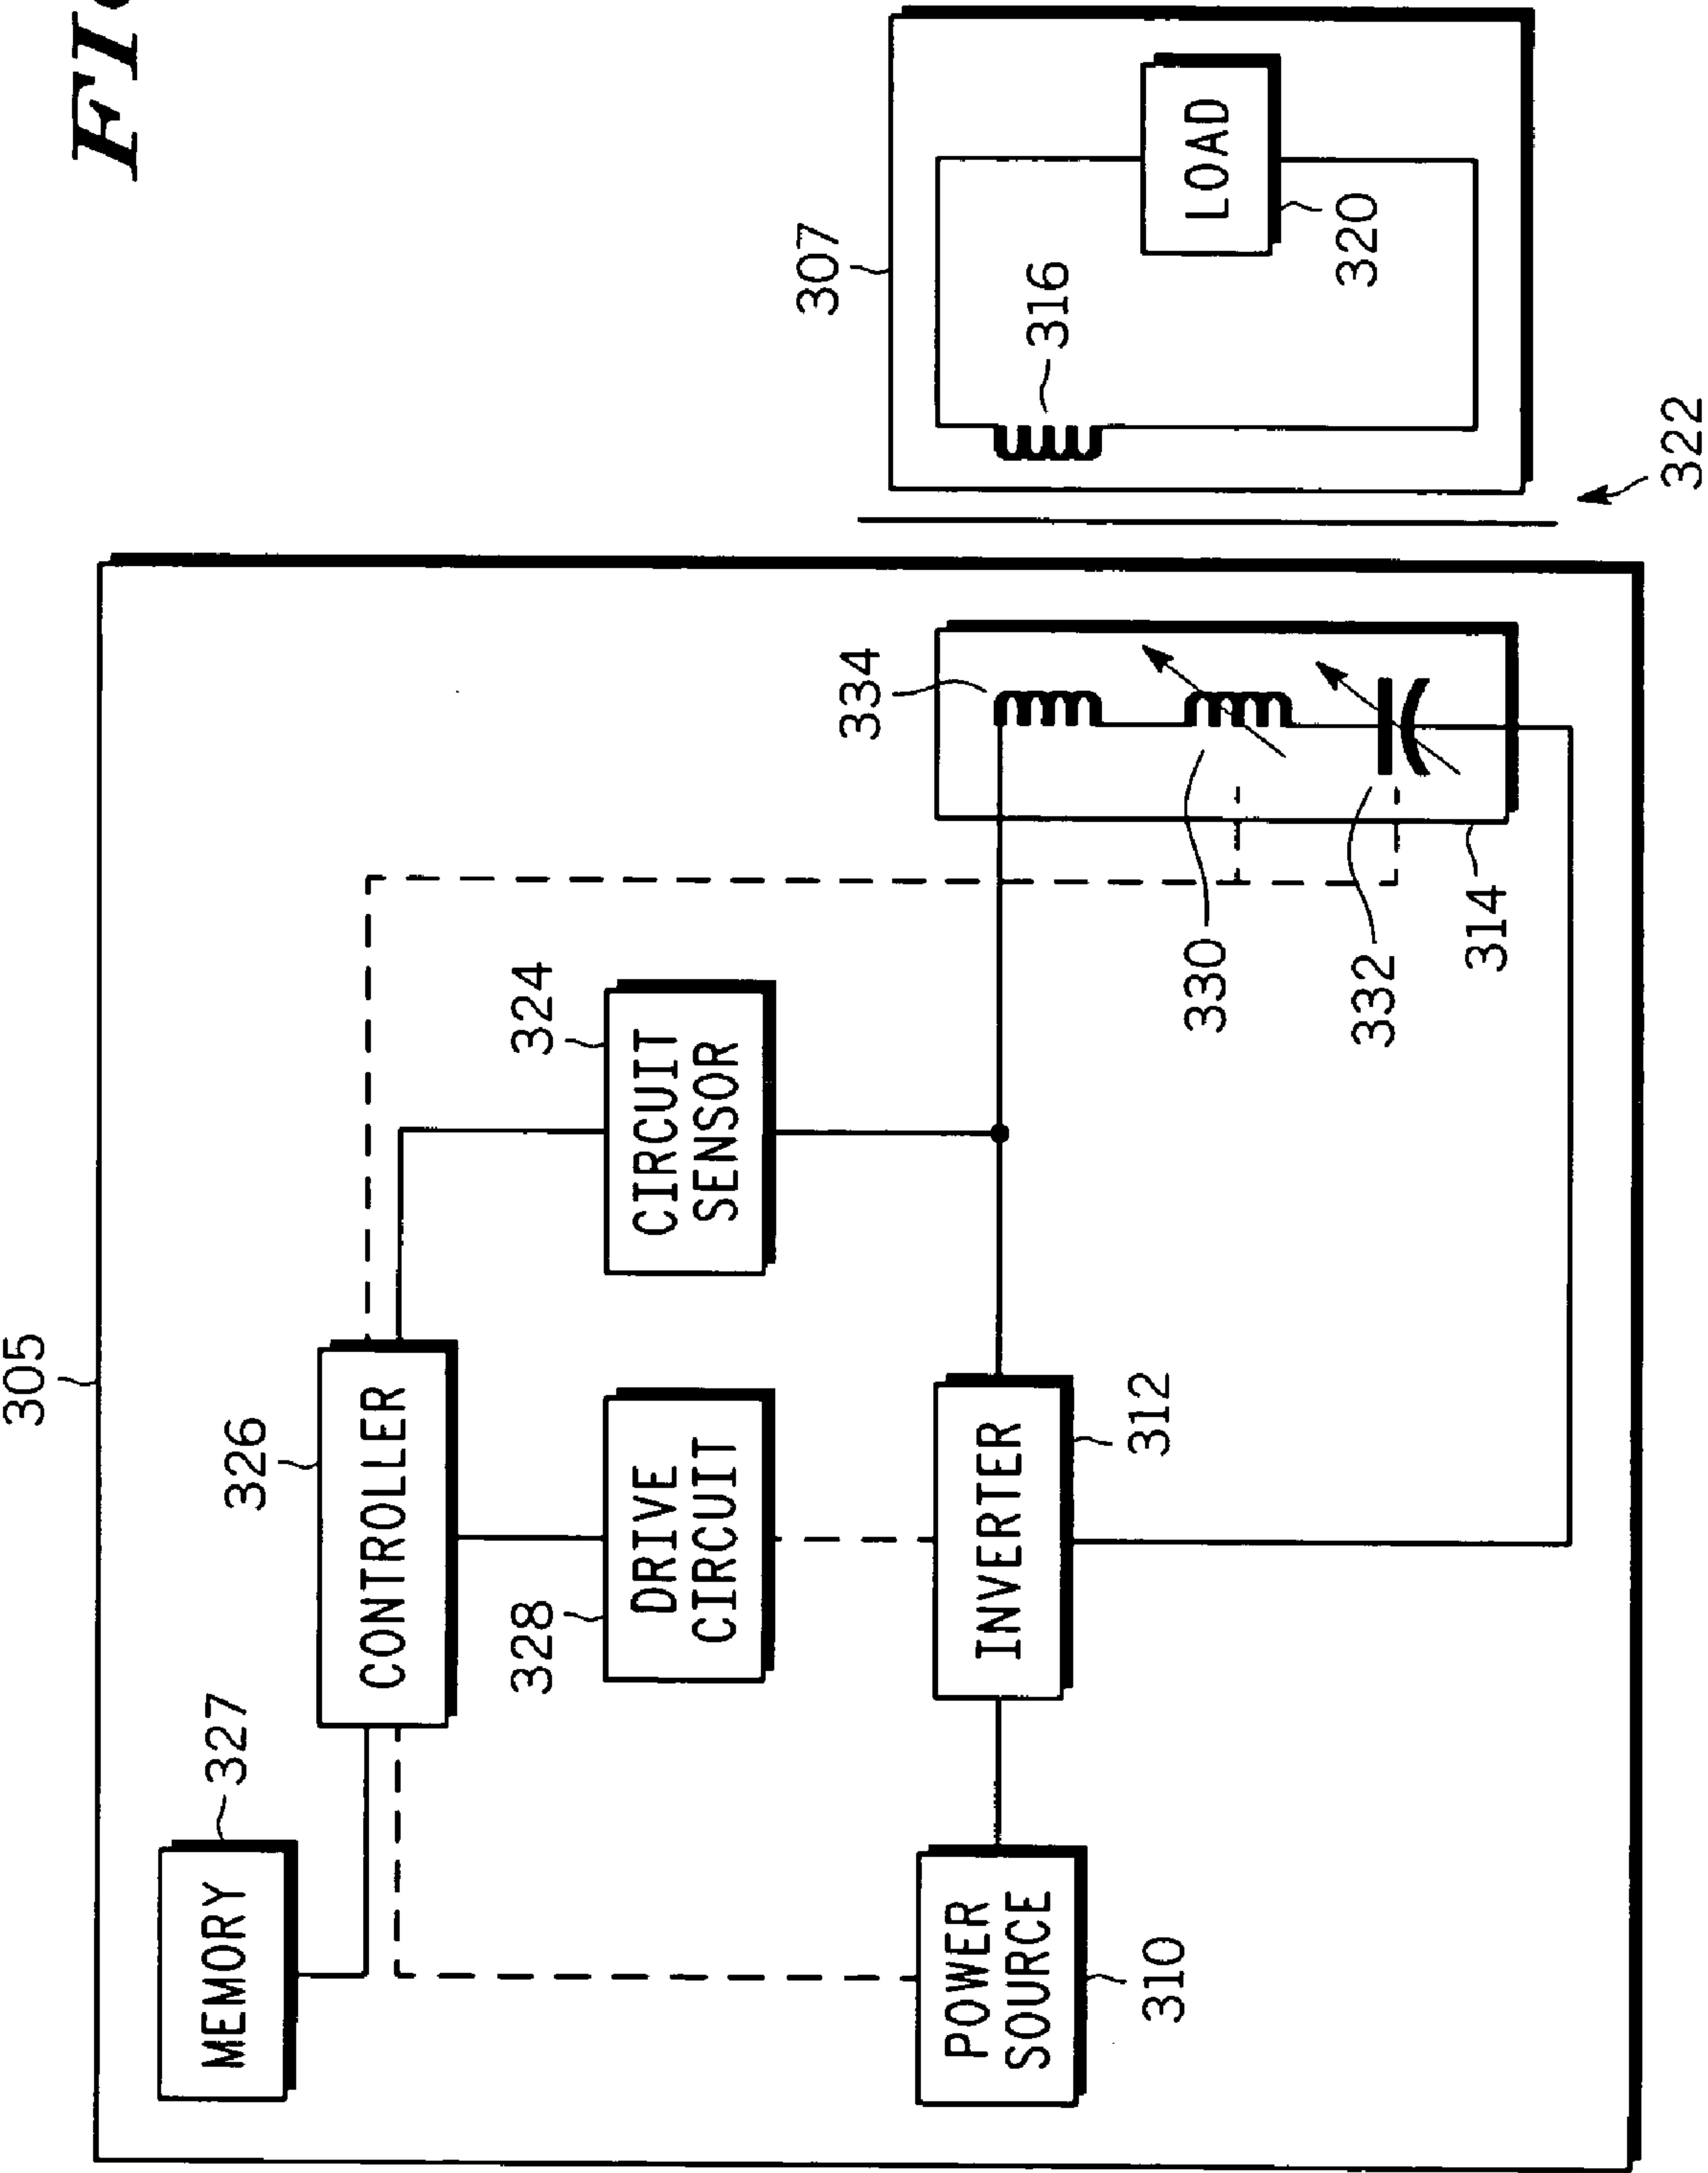 FIG
305
MEMORY
327
326
CONTROLLER
324
CIRCUIT
SENSOR
328
DRIVE
CIRCUIT
334
307
316
LOAD
320
POWER
SOURCE
310
INVERTER
312
330
332
314
322